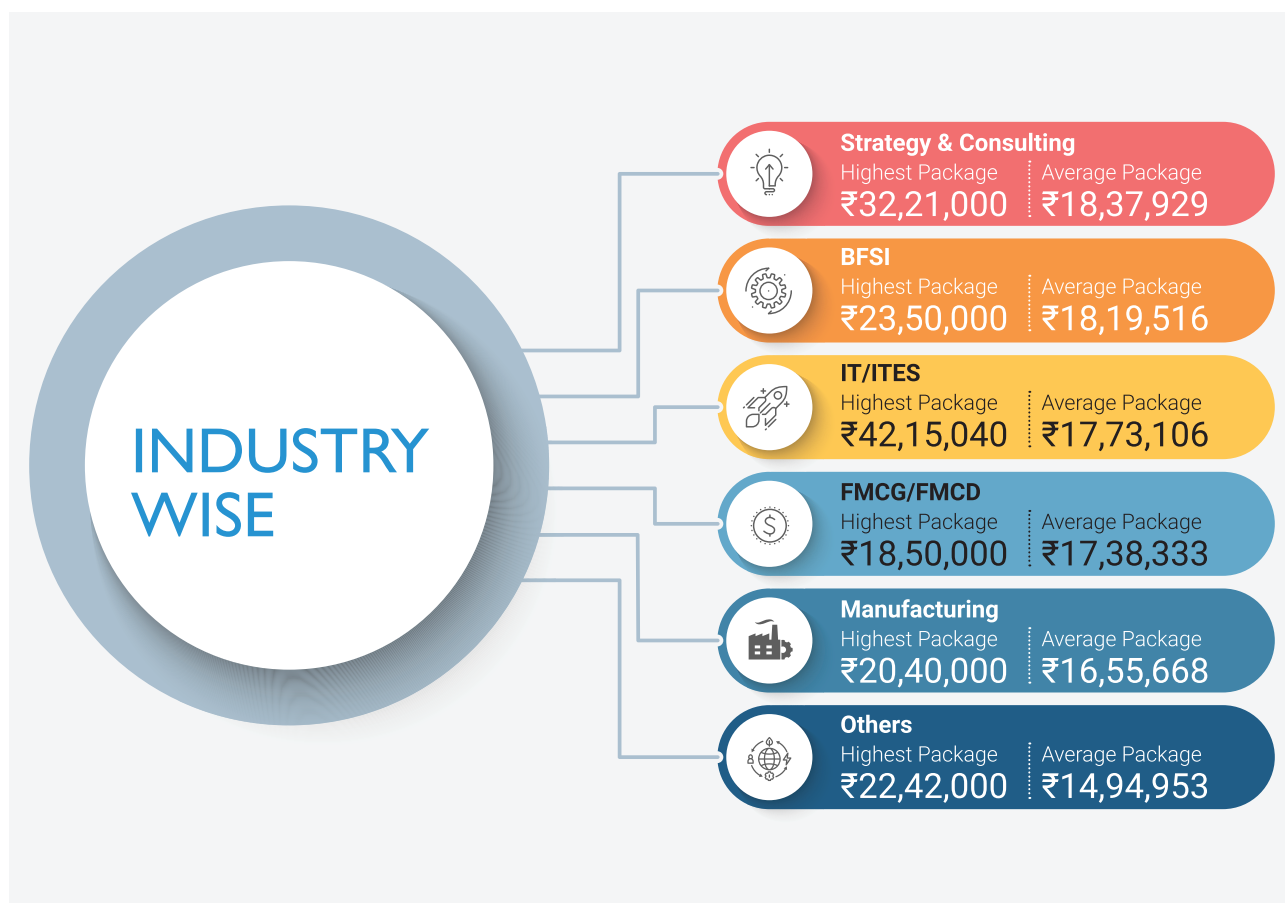 INDUSTRY
WISE
Strategy & Consulting
Highest Package
Average Package
₹32,21,000
₹18,37,929
BFSI
Highest Package
Average Package
₹23,50,000
₹18,19,516
IT/ITES
Highest Package
Average Package
₹42,15,040
₹17,73,106
FMCG/FMCD
Highest Package
Average Package
₹18,50,000
₹17,38,333
Manufacturing
Highest Package
Average Package
₹20,40,000
₹16,55,668
Others
Highest Package
Average Package
₹22,42,000
₹14,94,953